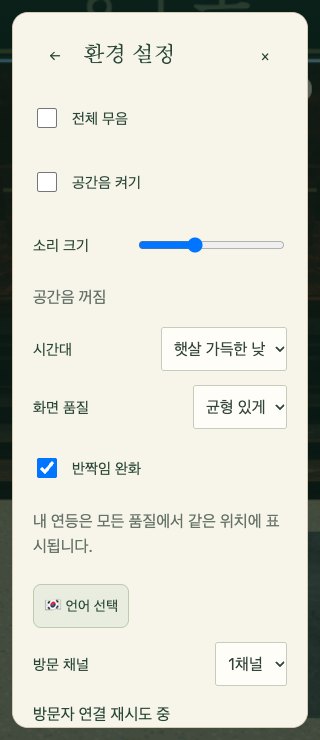 ← 환경 설정 ×
전체 무음
공간음 켜기
소리 크기
공간음 꺼짐
시간대 햇살 가득한 낮
화면 품질 균형 있게
반짝임 완화
내 연등은 모든 품질에서 같은 위치에 표
시됩니다.
🇰🇷 언어 선택
방문 채널 1채널
방문자 연결 재시도 중